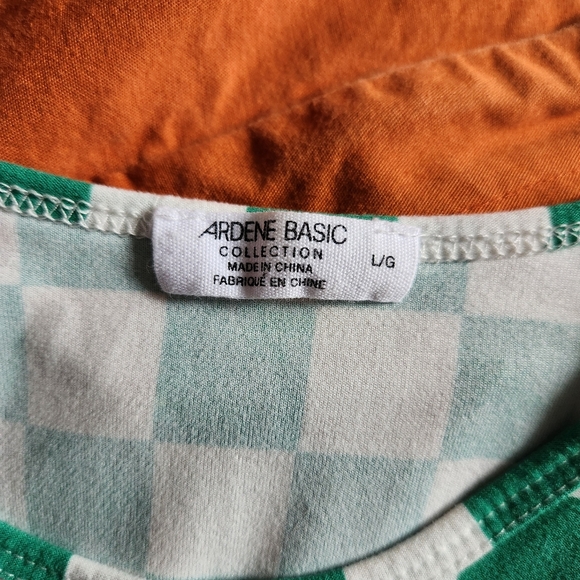 ARDENE BASIC
COLLECTION
MADE IN CHINA
FABRIQUÉ EN CHINE
L/G